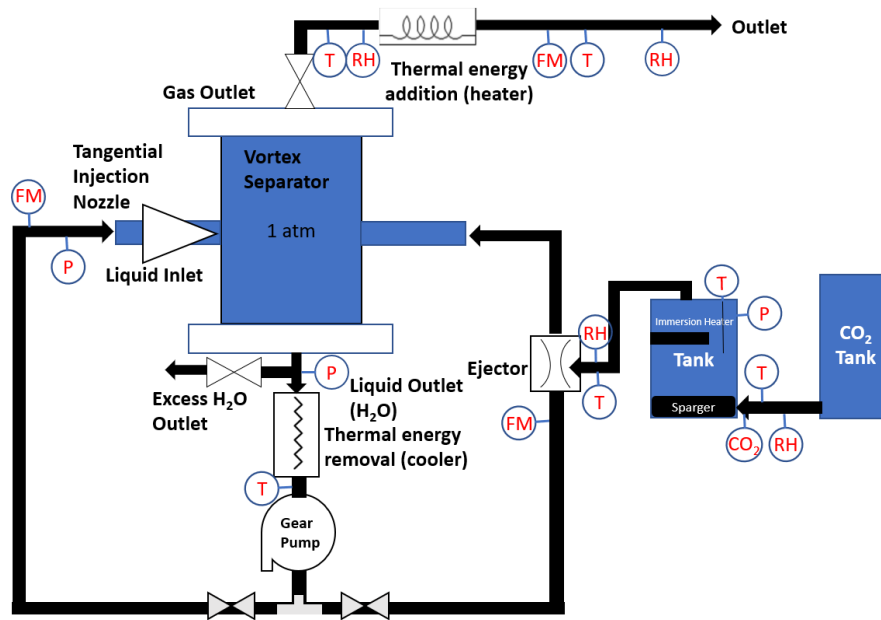 Outlet
T
RH
FM
T
RH
Thermal energy
addition (heater)
Gas Outlet
Tangential
Injection
Nozzle
Vortex
Separator
1 atm
FM
P
Liquid Inlet
T
P
Immersion Heater
Tank
Sparger
CO₂
Tank
RH
T
Ejector
T
CO₂
RH
FM
P
Excess H₂O
Outlet
Liquid Outlet
(H₂O)
Thermal energy
removal (cooler)
T
Gear
Pump